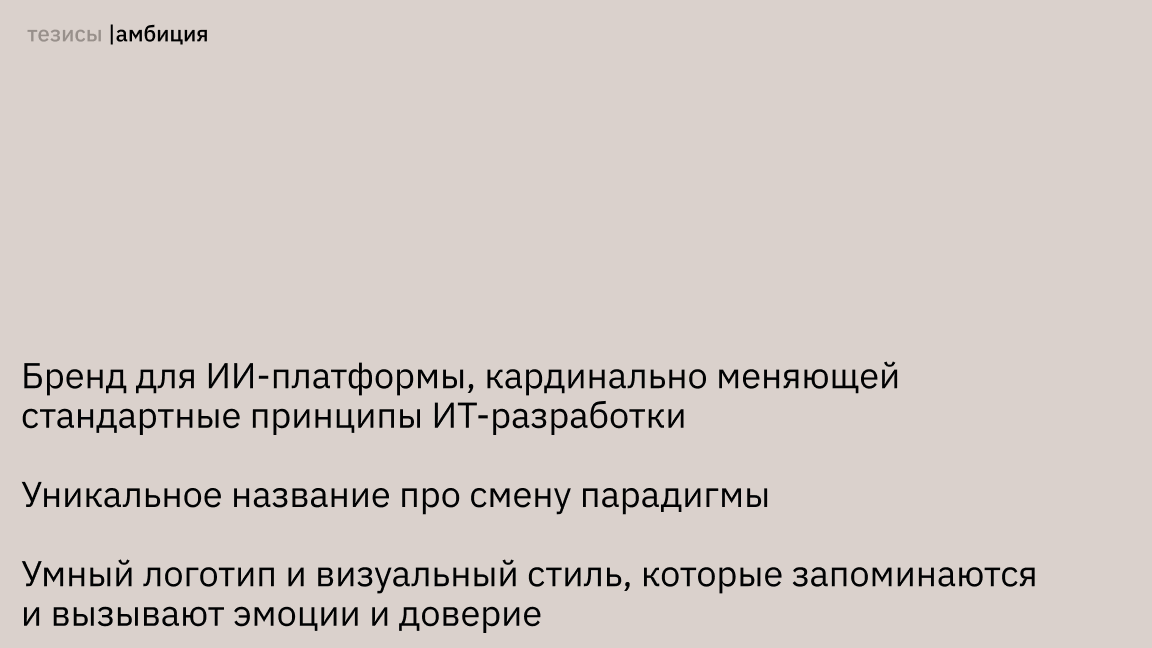 тезисы |амбиция
Бренд для ИИ-платформы, кардинально меняющей
стандартные принципы ИТ-разработки
Уникальное название про смену парадигмы
Умный логотип и визуальный стиль, которые запоминаются
и вызывают эмоции и доверие